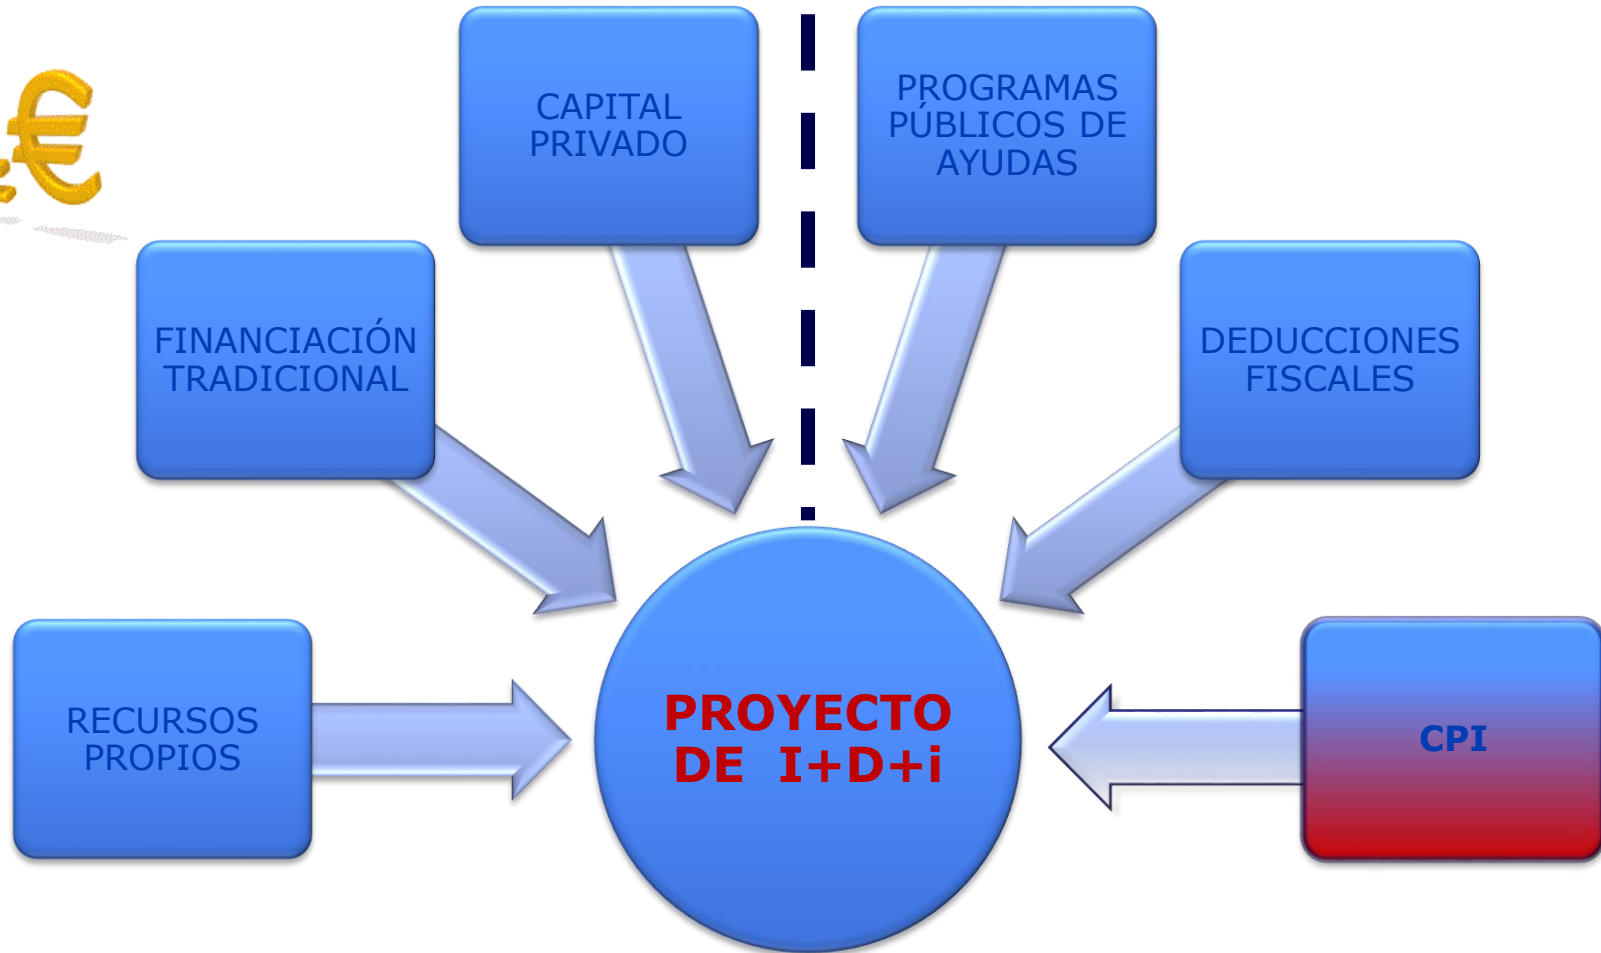 €
CAPITAL
PRIVADO
PROGRAMAS
PÚBLICOS DE
AYUDAS
FINANCIACIÓN
TRADICIONAL
DEDUCCIONES
FISCALES
RECURSOS
PROPIOS
PROYECTO
DE I+D+i
CPI